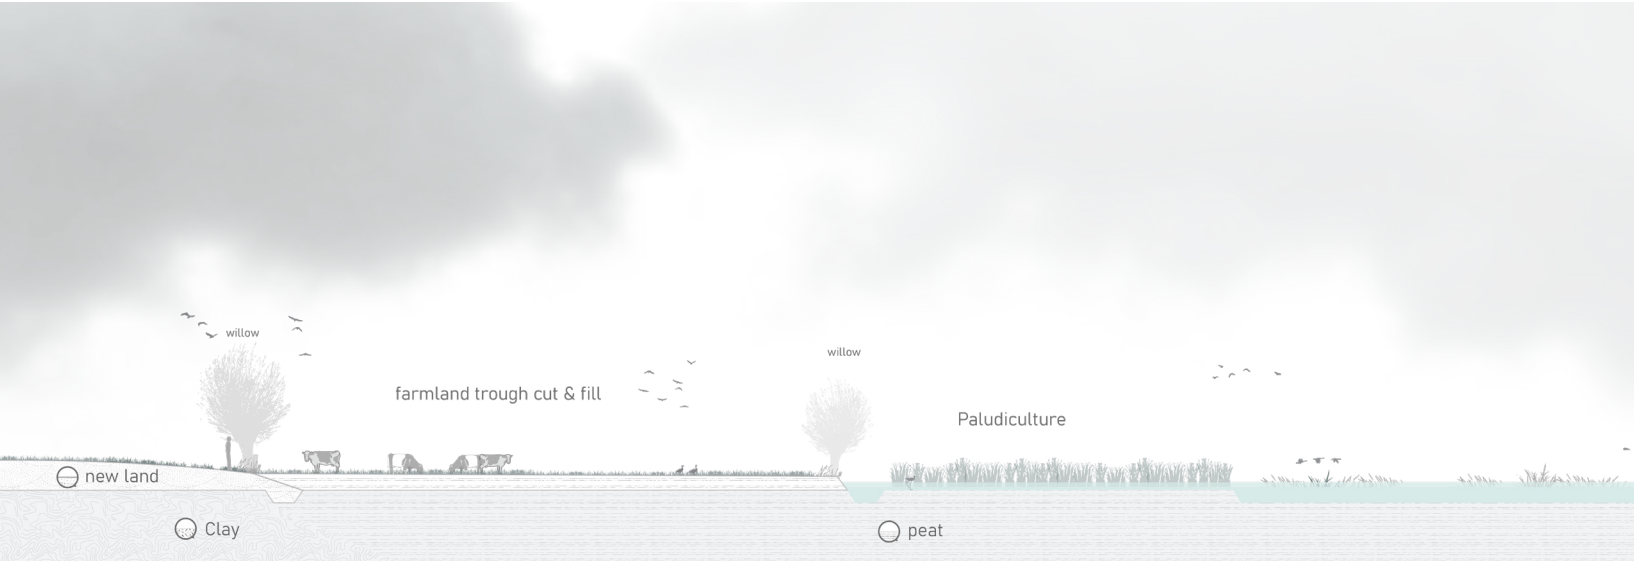 willow
willow
farmland trough cut & fill
Paludiculture
new land
Clay
peat